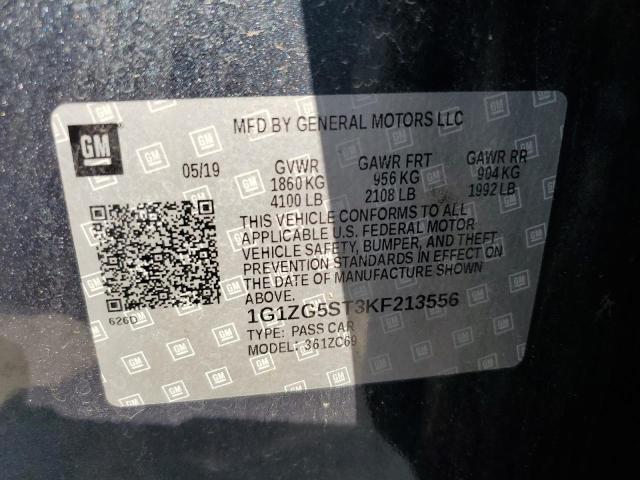 GM
MFD BY GENERAL MOTORS LLC
05/19
GVWR
1860 KG
4100 LB
GAWR FRT
956 KG
2108 LB
GAWR RR
904 KG
1992 LB
THIS VEHICLE CONFORMS TO ALL
APPLICABLE U.S. FEDERAL MOTOR
VEHICLE SAFETY, BUMPER, AND THEFT
PREVENTION STANDARDS IN EFFECT ON
THE DATE OF MANUFACTURE SHOWN
ABOVE.
626D
1G1ZG5ST3KF213556
TYPE: PASS CAR
MODEL: 361ZC69